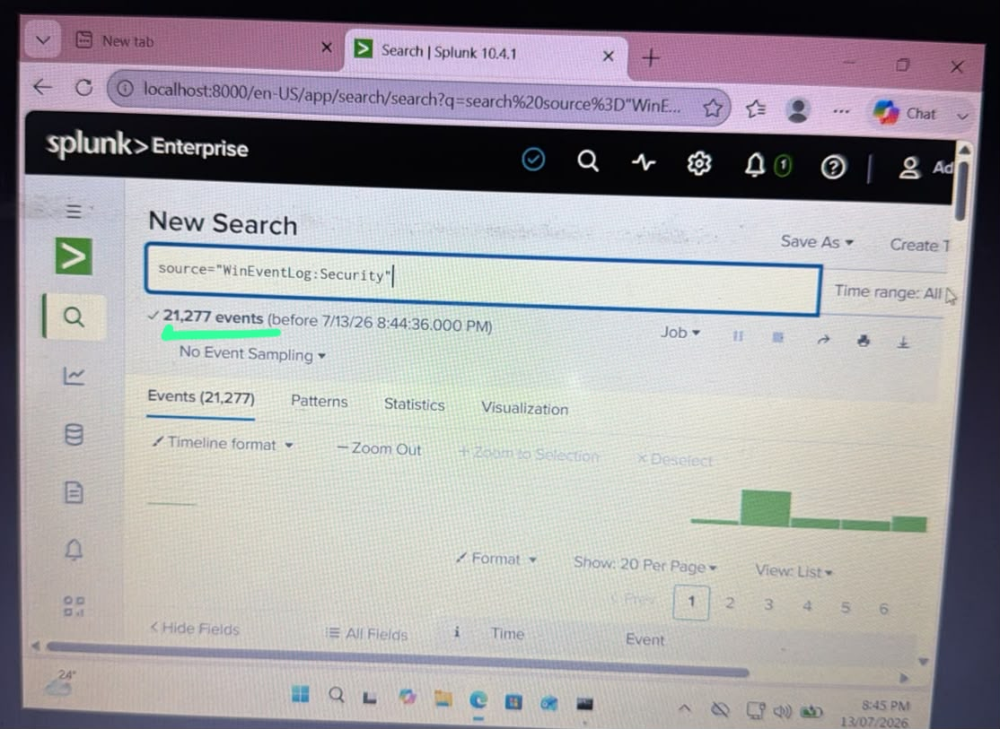 New tab
Search | Splunk 10.4.1
localhost:8000/en-US/app/search/search?q=search%20source%3D"WinE...
Chat
splunk>Enterprise
1
Ad
New Search
Save As
Create T
source="WinEventLog:Security"
Time range: All
21,277 events (before 7/13/26 8:44:36.000 PM)
Job
No Event Sampling
Events (21,277)
Patterns
Statistics
Visualization
Timeline format
— Zoom Out
+ Zoom to Selection
× Deselect
Format
Show: 20 Per Page
View: List
< Prev
1
2
3
4
5
6
< Hide Fields
All Fields
i
Time
Event
24°
8:45 PM
13/07/2026